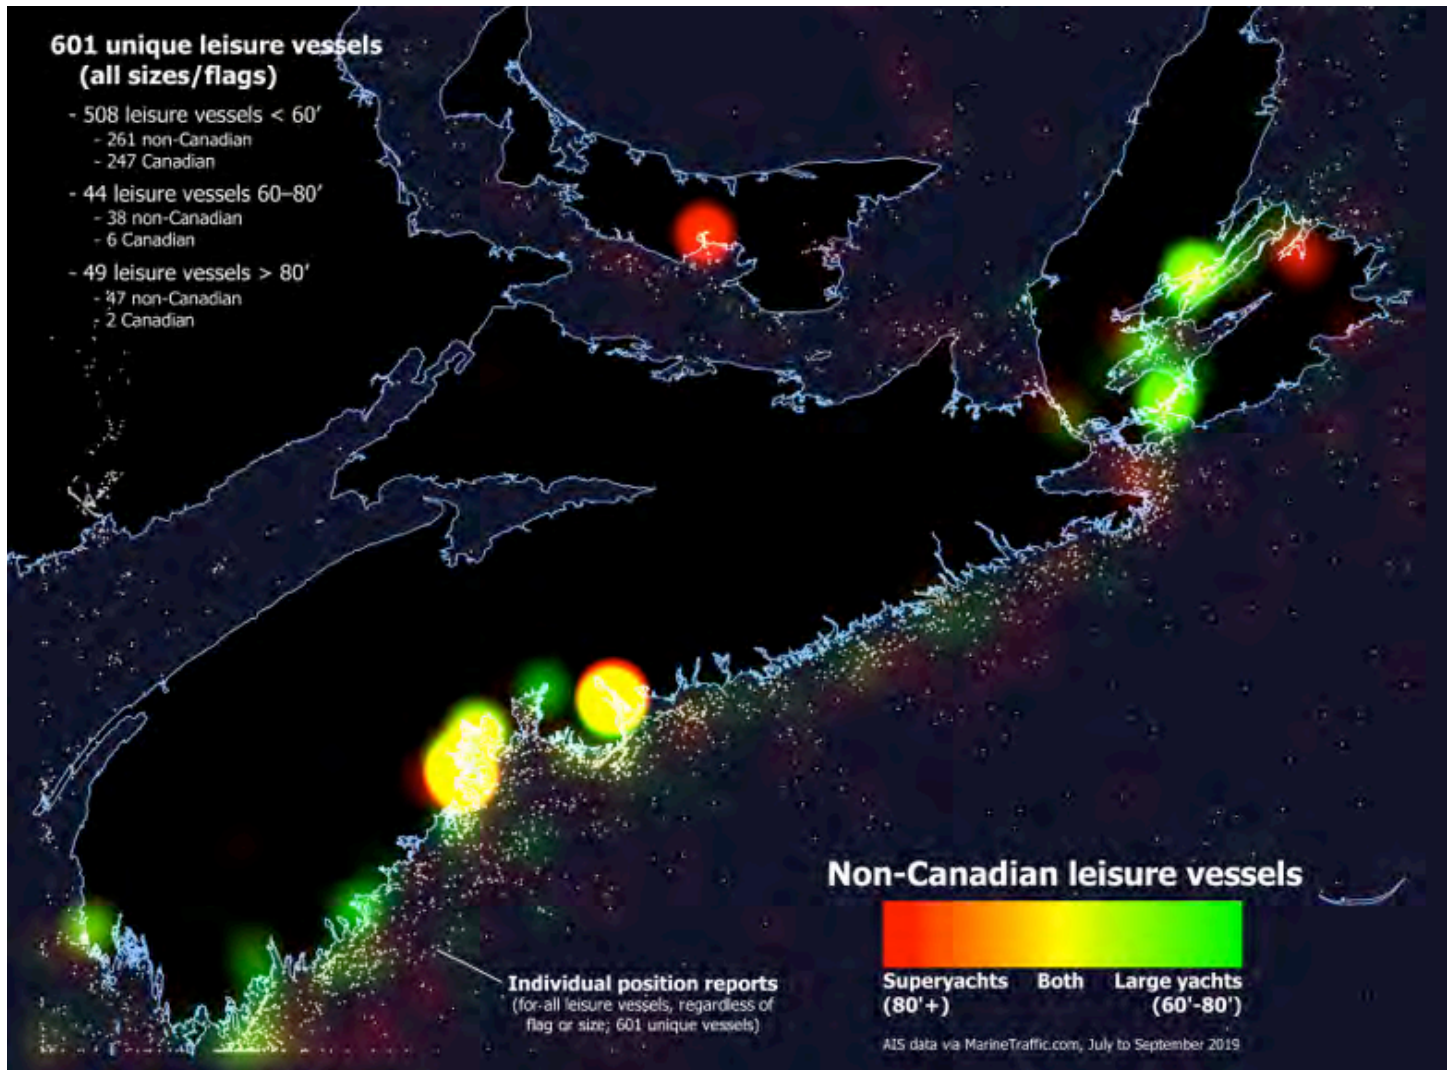 601 unique leisure vessels
(all sizes/flags)
- 508 leisure vessels < 60'
- 261 non-Canadian
- 247 Canadian
- 44 leisure vessels 60–80'
- 38 non-Canadian
- 6 Canadian
- 49 leisure vessels > 80'
- 47 non-Canadian
- 2 Canadian
Non-Canadian leisure vessels
Superyachts Both Large yachts
(80'+) (60'-80')
Individual position reports
(for all leisure vessels, regardless of
flag or size; 601 unique vessels)
AIS data via MarineTraffic.com, July to September 2019